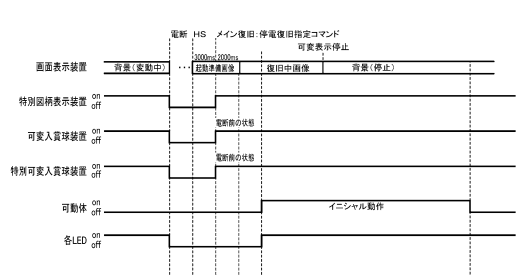 電断 HS メイン復旧：停電復旧指定コマンド
可変表示停止
3000ms 2000ms
画面表示装置 背景（変動中） ・・・ 起動準備画像 復旧中画像 背景（停止）
特別図柄表示装置 on
off
電断前の状態
可変入賞球装置 on
off
電断前の状態
特別可変入賞球装置 on
off
可動体 on
off
イニシャル動作
各LED on
off